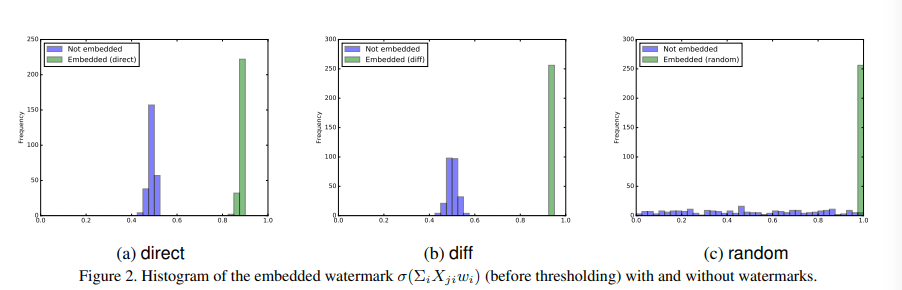 250
200
150
100
50
0
Frequency
Not embedded
Embedded (direct)
0.0 0.2 0.4 0.6 0.8 1.0
300
250
200
150
100
50
0
Frequency
Not embedded
Embedded (diff)
0.0 0.2 0.4 0.6 0.8 1.0
300
250
200
150
100
50
0
Frequency
Not embedded
Embedded (random)
0.0 0.2 0.4 0.6 0.8 1.0
(a) direct
(b) diff
(c) random
Figure 2. Histogram of the embedded watermark σ(Σ_i X_{ji} w_i) (before thresholding) with and without watermarks.